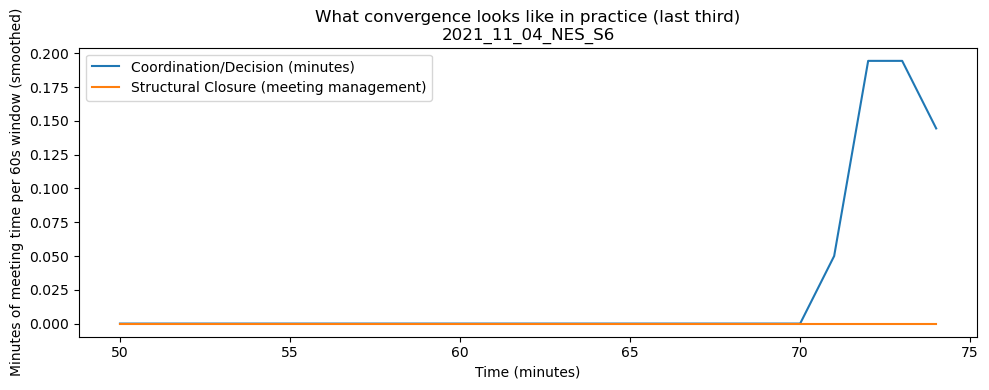 What convergence looks like in practice (last third)
2021_11_04_NES_S6
Minutes of meeting time per 60s window (smoothed)
0.200
0.175
0.150
0.125
0.100
0.075
0.050
0.025
0.000
Coordination/Decision (minutes)
Structural Closure (meeting management)
50
55
60
65
70
75
Time (minutes)